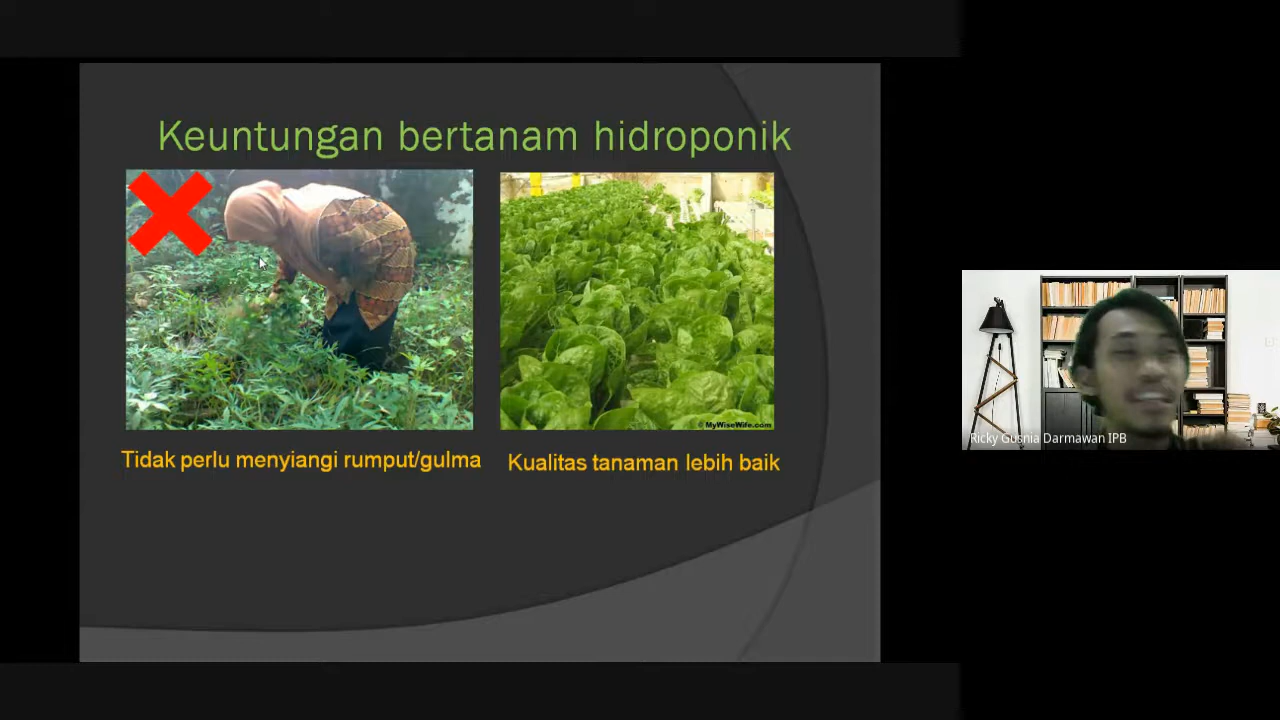 Keuntungan bertanam hidroponik
© MyWiseWife.com
Tidak perlu menyiangi rumput/gulma
Kualitas tanaman lebih baik
Ricky Gusnia Darmawan IPB